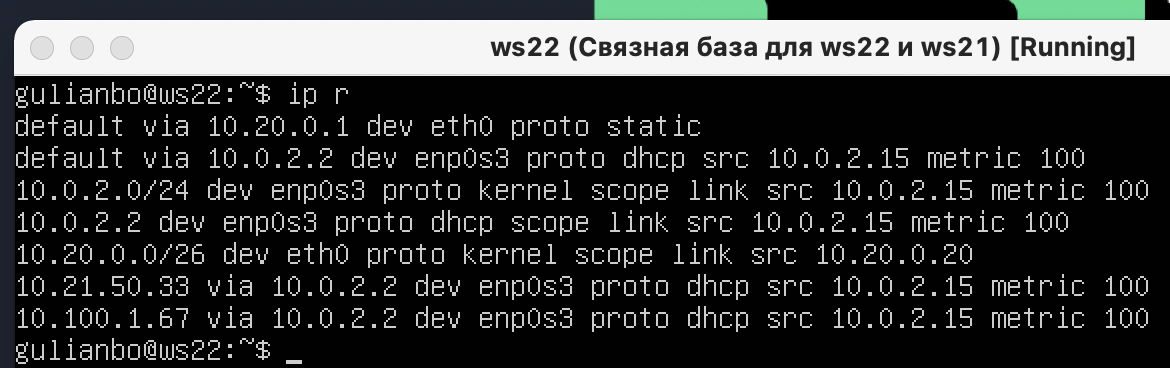 ws22 (Связная база для ws22 и ws21) [Running]
gulianbo@ws22:~$ ip r
default via 10.20.0.1 dev eth0 proto static
default via 10.0.2.2 dev enp0s3 proto dhcp src 10.0.2.15 metric 100
10.0.2.0/24 dev enp0s3 proto kernel scope link src 10.0.2.15 metric 100
10.0.2.2 dev enp0s3 proto dhcp scope link src 10.0.2.15 metric 100
10.20.0.0/26 dev eth0 proto kernel scope link src 10.20.0.20
10.21.50.33 via 10.0.2.2 dev enp0s3 proto dhcp src 10.0.2.15 metric 100
10.100.1.67 via 10.0.2.2 dev enp0s3 proto dhcp src 10.0.2.15 metric 100
gulianbo@ws22:~$ _